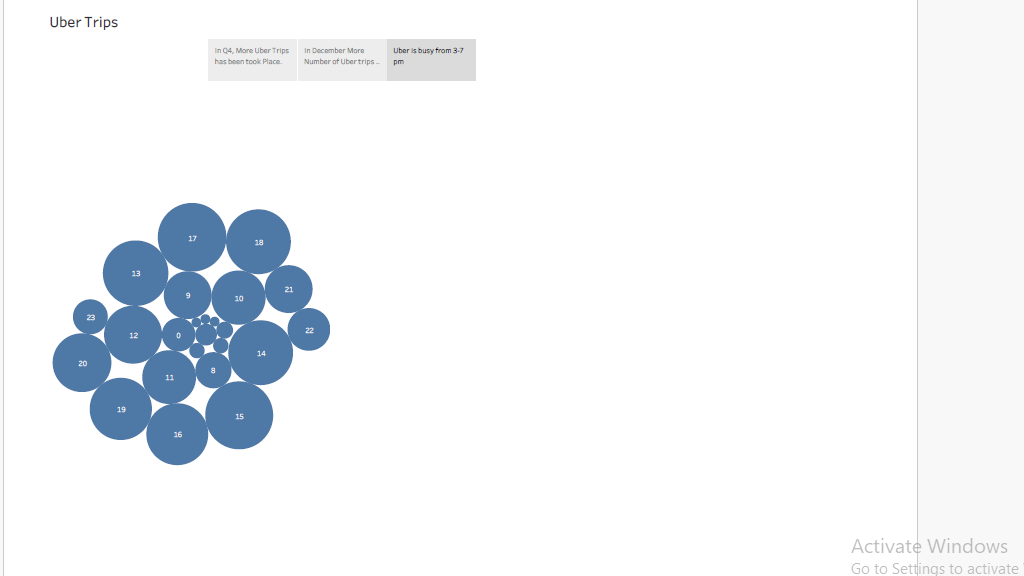 Uber Trips
In Q4, More Uber Trips
has been took Place.
In December More
Number of Uber trips ..
Uber is busy from 3-7
pm
17
18
13
9
10
21
23
12
0
22
20
14
8
11
19
15
16
Activate Windows
Go to Settings to activate